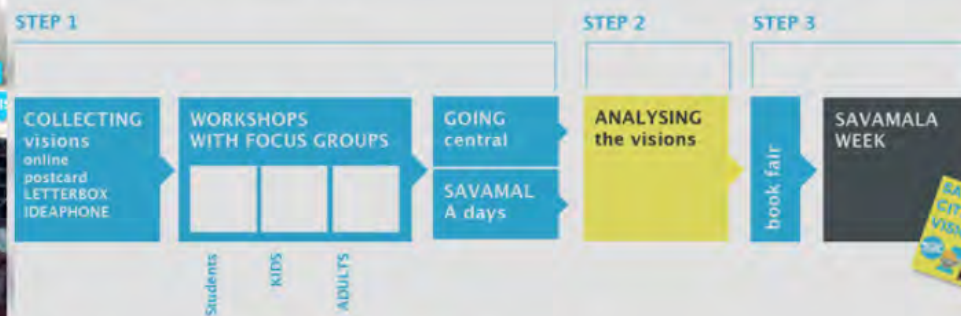 STEP 1
COLLECTING
visions
online
postcard
LETTERBOX
IDEAPHONE
WORKSHOPS
WITH FOCUS GROUPS
Students
KIDS
ADULTS
GOING
central
SAVAMAL
A days
STEP 2
ANALYSING
the visions
STEP 3
book fair
SAVAMALA
WEEK